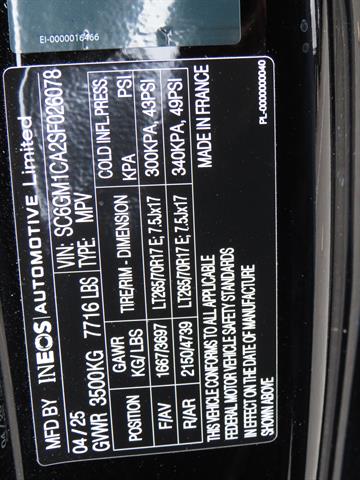 EI-0000016466
MFD BY INEOS AUTOMOTIVE Limited
04 / 25 VIN: SC6GM1CA2SF026078
GVWR 3500KG 7716 LBS TYPE: MPV
POSITION GAWR KG/ LBS TIRE/RIM - DIMENSION COLD INFL.PRESS, KPA PSI
F/AV 1667/3697 LT265/70R17 E; 7.5Jx17 300KPA, 43PSI
R/AR 2150/4739 LT265/70R17 E; 7.5Jx17 340KPA, 49PSI
THIS VEHICLE CONFORMS TO ALL APPLICABLE
FEDERAL MOTOR VEHICLE SAFETY STANDARDS
IN EFFECT ON THE DATE OF MANUFACTURE
SHOWN ABOVE
MADE IN FRANCE
PL-0000000040